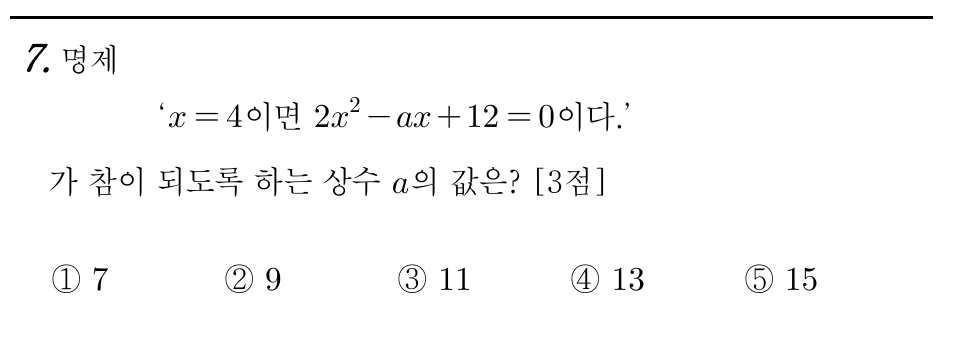 7. 명제
‘x=4이면 2x²-ax+12=0이다.’
가 참이 되도록 하는 상수 a의 값은? [3점]
① 7 ② 9 ③ 11 ④ 13 ⑤ 15